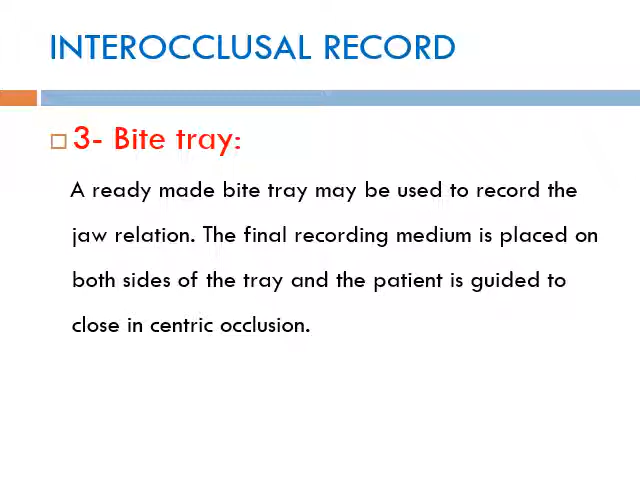 INTEROCCLUSAL RECORD
3- Bite tray:
A ready made bite tray may be used to record the
jaw relation. The final recording medium is placed on
both sides of the tray and the patient is guided to
close in centric occlusion.